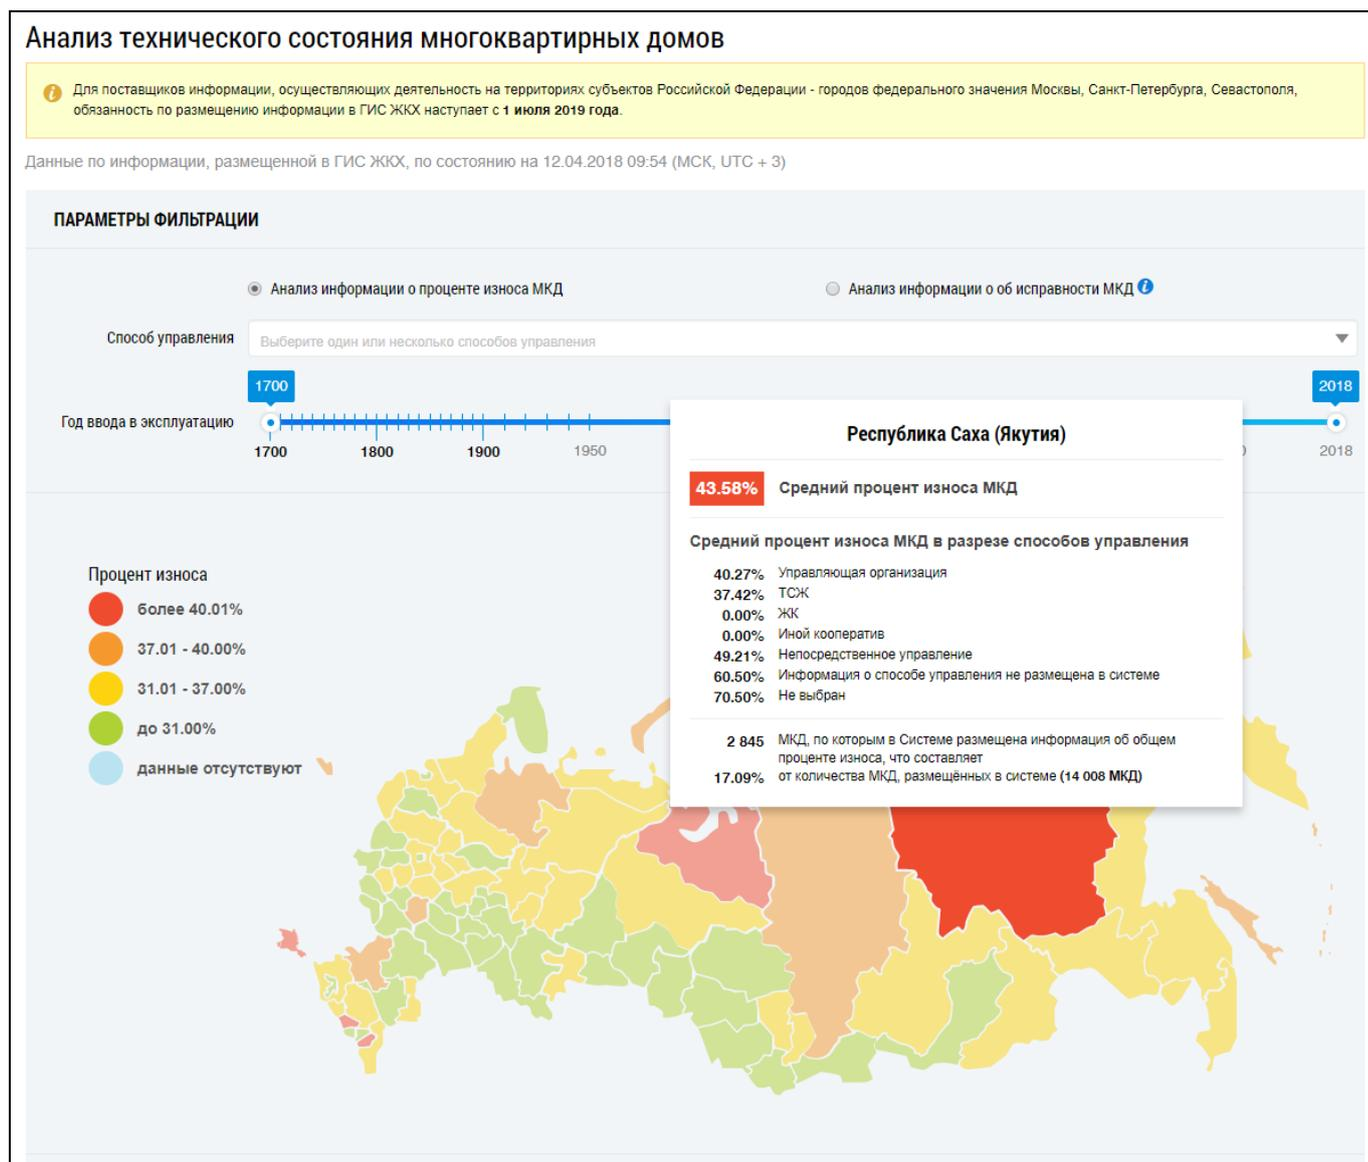 Анализ технического состояния многоквартирных домов
Для поставщиков информации, осуществляющих деятельность на территориях субъектов Российской Федерации - городов федерального значения Москвы, Санкт-Петербурга, Севастополя,
обязанность по размещению информации в ГИС ЖКХ наступает с 1 июля 2019 года.
Данные по информации, размещенной в ГИС ЖКХ, по состоянию на 12.04.2018 09:54 (МСК, UTC + 3)
ПАРАМЕТРЫ ФИЛЬТРАЦИИ
Анализ информации о проценте износа МКД
Анализ информации о об исправности МКД
Способ управления
Выберите один или несколько способов управления
1700
2018
Год ввода в эксплуатацию
1700
1800
1900
1950
2018
Республика Саха (Якутия)
43.58% Средний процент износа МКД
Средний процент износа МКД в разрезе способов управления
40.27% Управляющая организация
37.42% ТСЖ
0.00% ЖК
0.00% Иной кооператив
49.21% Непосредственное управление
60.50% Информация о способе управления не размещена в системе
70.50% Не выбран
2 845 МКД, по которым в Системе размещена информация об общем
проценте износа, что составляет
17.09% от количества МКД, размещённых в системе (14 008 МКД)
Процент износа
более 40.01%
37.01 - 40.00%
31.01 - 37.00%
до 31.00%
данные отсутствуют